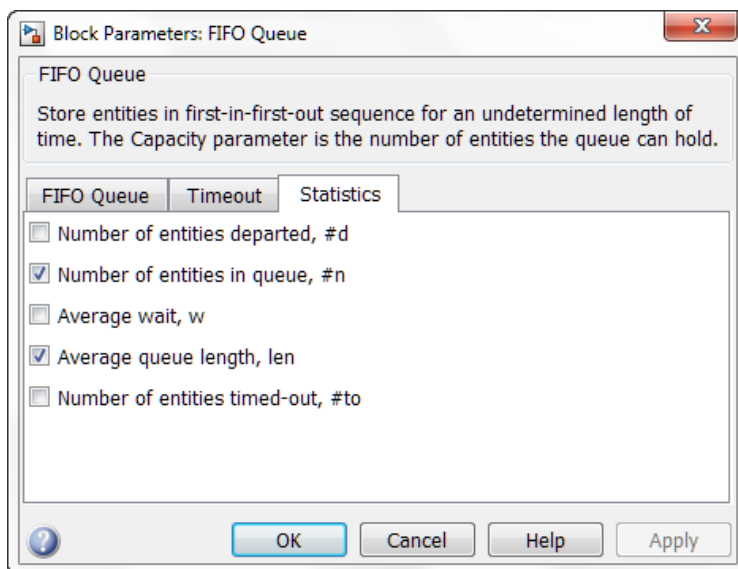 Block Parameters: FIFO Queue
FIFO Queue
Store entities in first-in-first-out sequence for an undetermined length of
time. The Capacity parameter is the number of entities the queue can hold.
FIFO Queue Timeout Statistics
Number of entities departed, #d
Number of entities in queue, #n
Average wait, w
Average queue length, len
Number of entities timed-out, #to
OK Cancel Help Apply